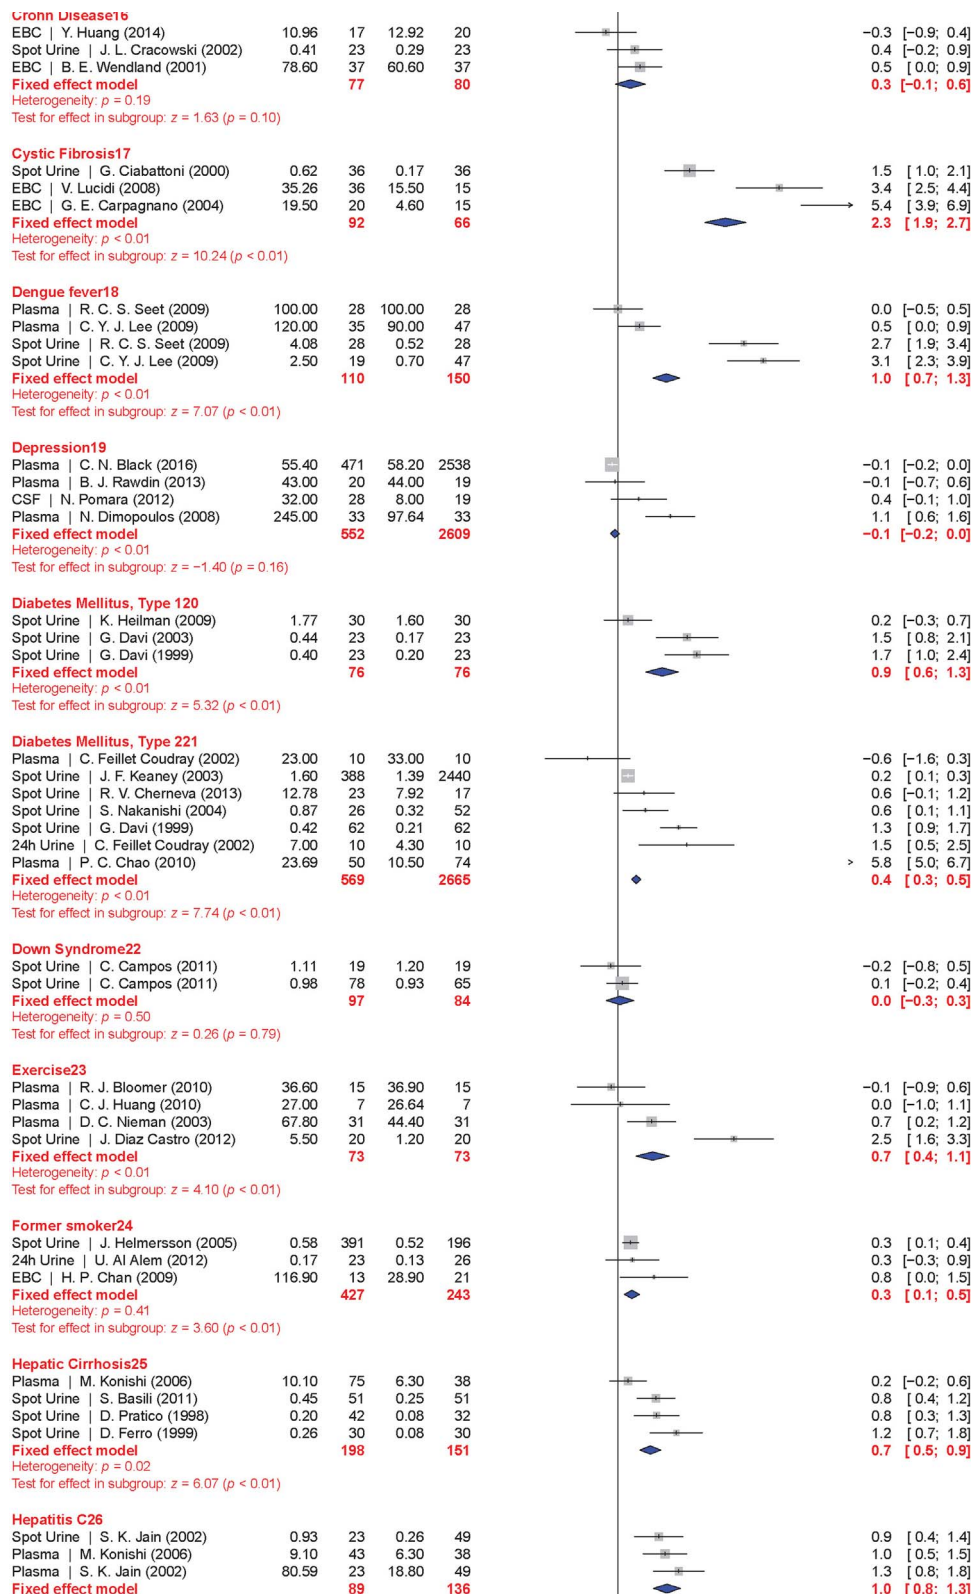 Crohn Disease16
EBC | Y. Huang (2014) 10.96 17 12.92 20 −0.3 [−0.9; 0.4]
Spot Urine | J. L. Cracowski (2002) 0.41 23 0.29 23 0.4 [−0.2; 0.9]
EBC | B. E. Wendland (2001) 78.60 37 60.60 37 0.5 [ 0.0; 0.9]
Fixed effect model 77 80 0.3 [−0.1; 0.6]
Heterogeneity: p = 0.19
Test for effect in subgroup: z = 1.63 (p = 0.10)
Cystic Fibrosis17
Spot Urine | G. Ciabattoni (2000) 0.62 36 0.17 36 1.5 [ 1.0; 2.1]
EBC | V. Lucidi (2008) 35.26 36 15.50 15 3.4 [ 2.5; 4.4]
EBC | G. E. Carpagnano (2004) 19.50 20 4.60 15 5.4 [ 3.9; 6.9]
Fixed effect model 92 66 2.3 [ 1.9; 2.7]
Heterogeneity: p < 0.01
Test for effect in subgroup: z = 10.24 (p < 0.01)
Dengue fever18
Plasma | R. C. S. Seet (2009) 100.00 28 100.00 28 0.0 [−0.5; 0.5]
Plasma | C. Y. J. Lee (2009) 120.00 35 90.00 47 0.5 [ 0.0; 0.9]
Spot Urine | R. C. S. Seet (2009) 4.08 28 0.52 28 2.7 [ 1.9; 3.4]
Spot Urine | C. Y. J. Lee (2009) 2.50 19 0.70 47 3.1 [ 2.3; 3.9]
Fixed effect model 110 150 1.0 [ 0.7; 1.3]
Heterogeneity: p < 0.01
Test for effect in subgroup: z = 7.07 (p < 0.01)
Depression19
Plasma | C. N. Black (2016) 55.40 471 58.20 2538 −0.1 [−0.2; 0.0]
Plasma | B. J. Rawdin (2013) 43.00 20 44.00 19 −0.1 [−0.7; 0.6]
CSF | N. Pomara (2012) 32.00 28 8.00 19 0.4 [−0.1; 1.0]
Plasma | N. Dimopoulos (2008) 245.00 33 97.64 33 1.1 [ 0.6; 1.6]
Fixed effect model 552 2609 −0.1 [−0.2; 0.0]
Heterogeneity: p < 0.01
Test for effect in subgroup: z = −1.40 (p = 0.16)
Diabetes Mellitus, Type 120
Spot Urine | K. Heilman (2009) 1.77 30 1.60 30 0.2 [−0.3; 0.7]
Spot Urine | G. Davi (2003) 0.44 23 0.17 23 1.5 [ 0.8; 2.1]
Spot Urine | G. Davi (1999) 0.40 23 0.20 23 1.7 [ 1.0; 2.4]
Fixed effect model 76 76 0.9 [ 0.6; 1.3]
Heterogeneity: p < 0.01
Test for effect in subgroup: z = 5.32 (p < 0.01)
Diabetes Mellitus, Type 221
Plasma | C. Feillet Coudray (2002) 23.00 10 33.00 10 −0.6 [−1.6; 0.3]
Spot Urine | J. F. Keaney (2003) 1.60 388 1.39 2440 0.2 [ 0.1; 0.3]
Spot Urine | R. V. Cherneva (2013) 12.78 23 7.92 17 0.6 [−0.1; 1.2]
Spot Urine | S. Nakanishi (2004) 0.87 26 0.32 52 0.6 [ 0.1; 1.1]
Spot Urine | G. Davi (1999) 0.42 62 0.21 62 1.3 [ 0.9; 1.7]
24h Urine | C. Feillet Coudray (2002) 7.00 10 4.30 10 1.5 [ 0.5; 2.5]
Plasma | P. C. Chao (2010) 23.69 50 10.50 74 5.8 [ 5.0; 6.7]
Fixed effect model 569 2665 0.4 [ 0.3; 0.5]
Heterogeneity: p < 0.01
Test for effect in subgroup: z = 7.74 (p < 0.01)
Down Syndrome22
Spot Urine | C. Campos (2011) 1.11 19 1.20 19 −0.2 [−0.8; 0.5]
Spot Urine | C. Campos (2011) 0.98 78 0.93 65 0.1 [−0.2; 0.4]
Fixed effect model 97 84 0.0 [−0.3; 0.3]
Heterogeneity: p = 0.50
Test for effect in subgroup: z = 0.26 (p = 0.79)
Exercise23
Plasma | R. J. Bloomer (2010) 36.60 15 36.90 15 −0.1 [−0.9; 0.6]
Plasma | C. J. Huang (2010) 27.00 7 26.64 7 0.0 [−1.0; 1.1]
Plasma | D. C. Nieman (2003) 67.80 31 44.40 31 0.7 [ 0.2; 1.2]
Spot Urine | J. Diaz Castro (2012) 5.50 20 1.20 20 2.5 [ 1.6; 3.3]
Fixed effect model 73 73 0.7 [ 0.4; 1.1]
Heterogeneity: p < 0.01
Test for effect in subgroup: z = 4.10 (p < 0.01)
Former smoker24
Spot Urine | J. Helmersson (2005) 0.58 391 0.52 196 0.3 [ 0.1; 0.4]
24h Urine | U. Al Alem (2012) 0.17 23 0.13 26 0.3 [−0.3; 0.9]
EBC | H. P. Chan (2009) 116.90 13 28.90 21 0.8 [ 0.0; 1.5]
Fixed effect model 427 243 0.3 [ 0.1; 0.5]
Heterogeneity: p = 0.41
Test for effect in subgroup: z = 3.60 (p < 0.01)
Hepatic Cirrhosis25
Plasma | M. Konishi (2006) 10.10 75 6.30 38 0.2 [−0.2; 0.6]
Spot Urine | S. Basili (2011) 0.45 51 0.25 51 0.8 [ 0.4; 1.2]
Spot Urine | D. Pratico (1998) 0.20 42 0.08 32 0.8 [ 0.3; 1.3]
Spot Urine | D. Ferro (1999) 0.26 30 0.08 30 1.2 [ 0.7; 1.8]
Fixed effect model 198 151 0.7 [ 0.5; 0.9]
Heterogeneity: p = 0.02
Test for effect in subgroup: z = 6.07 (p < 0.01)
Hepatitis C26
Spot Urine | S. K. Jain (2002) 0.93 23 0.26 49 0.9 [ 0.4; 1.4]
Plasma | M. Konishi (2006) 9.10 43 6.30 38 1.0 [ 0.5; 1.5]
Plasma | S. K. Jain (2002) 80.59 23 18.80 49 1.3 [ 0.8; 1.8]
Fixed effect model 89 136 1.0 [ 0.8; 1.3]